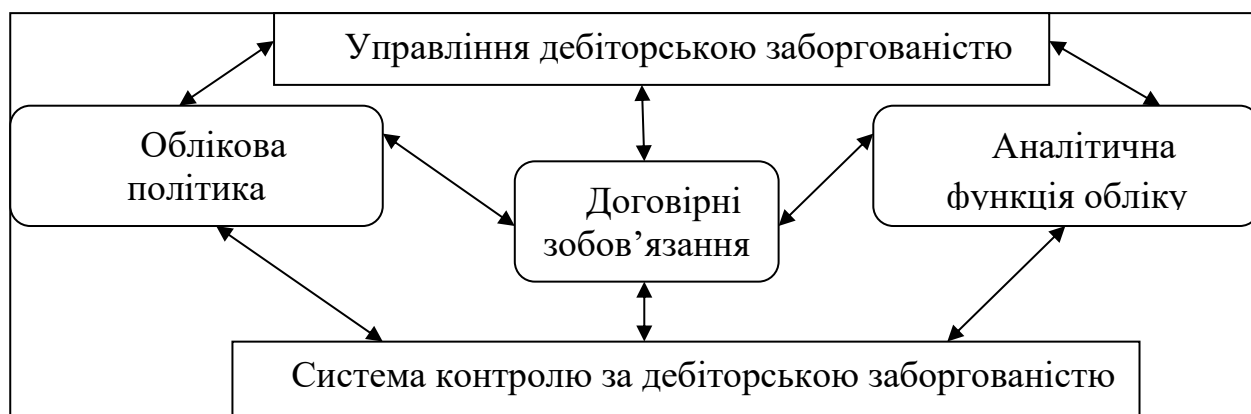 Управління дебіторською заборгованістю
Облікова
політика
Договірні
зобов’язання
Аналітична
функція обліку
Система контролю за дебіторською заборгованістю